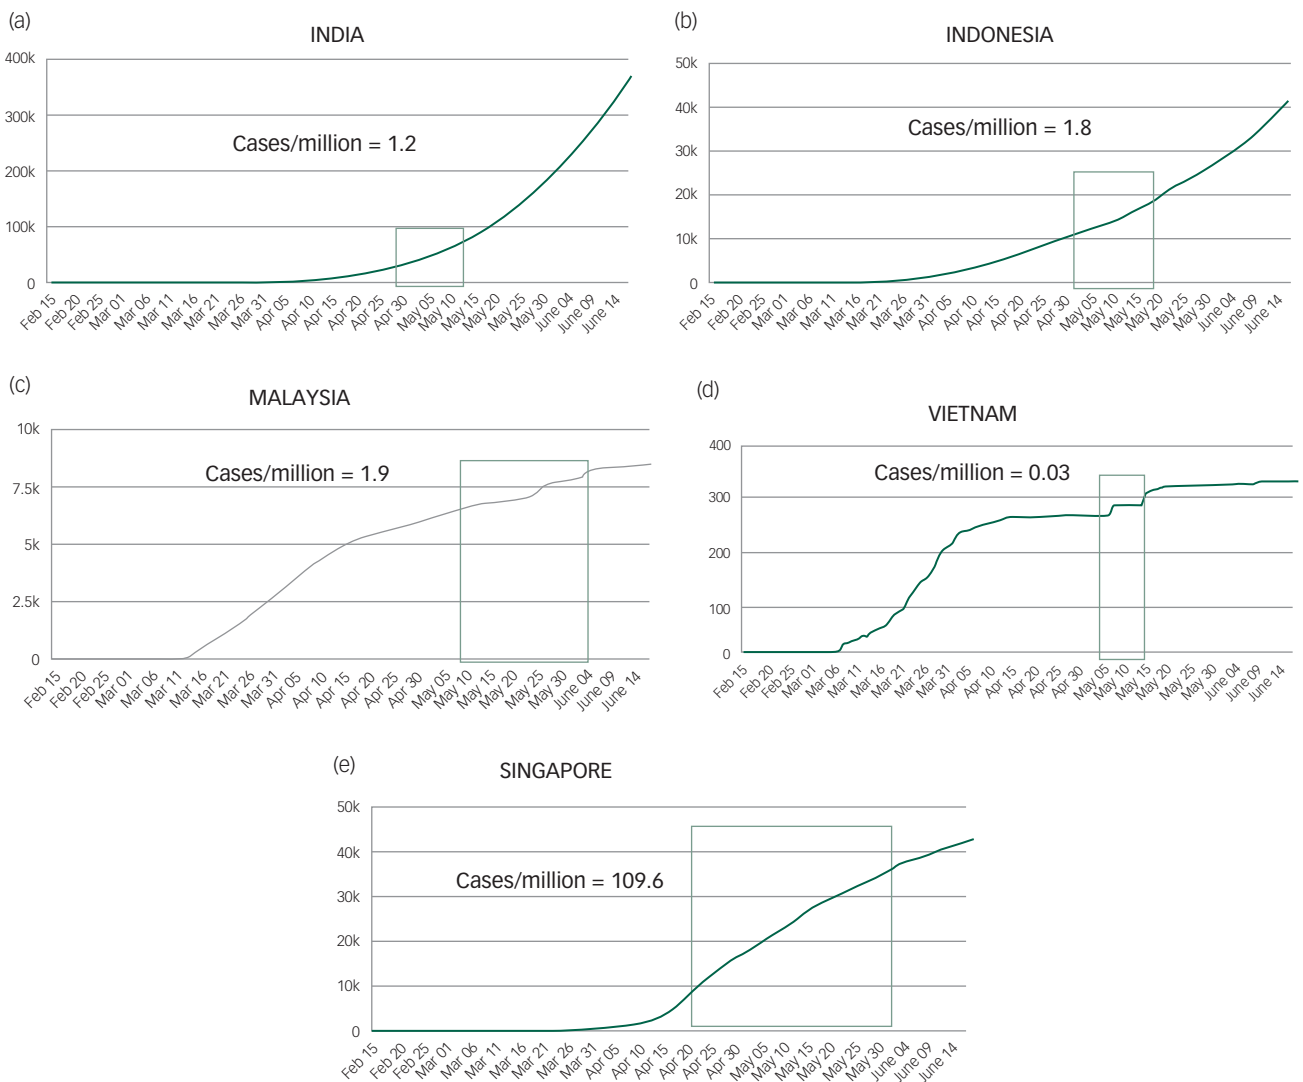 (a)
INDIA
400k
300k
200k
100k
0
Cases/million = 1.2
Feb 15 Feb 20 Feb 25 Mar 01 Mar 06 Mar 11 Mar 16 Mar 21 Mar 26 Mar 31 Apr 05 Apr 10 Apr 15 Apr 20 Apr 25 Apr 30 May 05 May 10 May 15 May 20 May 25 May 30 June 04 June 09 June 14
(b)
INDONESIA
50k
40k
30k
20k
10k
0
Cases/million = 1.8
Feb 15 Feb 20 Feb 25 Mar 01 Mar 06 Mar 11 Mar 16 Mar 21 Mar 26 Mar 31 Apr 05 Apr 10 Apr 15 Apr 20 Apr 25 Apr 30 May 05 May 10 May 15 May 20 May 25 May 30 June 04 June 09 June 14
(c)
MALAYSIA
10k
7.5k
5k
2.5k
0
Cases/million = 1.9
Feb 15 Feb 20 Feb 25 Mar 01 Mar 06 Mar 11 Mar 16 Mar 21 Mar 26 Mar 31 Apr 05 Apr 10 Apr 15 Apr 20 Apr 25 Apr 30 May 05 May 10 May 15 May 20 May 25 May 30 June 04 June 09 June 14
(d)
VIETNAM
400
300
200
100
0
Cases/million = 0.03
Feb 15 Feb 20 Feb 25 Mar 01 Mar 06 Mar 11 Mar 16 Mar 21 Mar 26 Mar 31 Apr 05 Apr 10 Apr 15 Apr 20 Apr 25 Apr 30 May 05 May 10 May 15 May 20 May 25 May 30 June 04 June 09 June 14
(e)
SINGAPORE
50k
40k
30k
20k
10k
0
Cases/million = 109.6
Feb 15 Feb 20 Feb 25 Mar 01 Mar 06 Mar 11 Mar 16 Mar 21 Mar 26 Mar 31 Apr 05 Apr 10 Apr 15 Apr 20 Apr 25 Apr 30 May 05 May 10 May 15 May 20 May 25 May 30 June 04 June 09 June 14